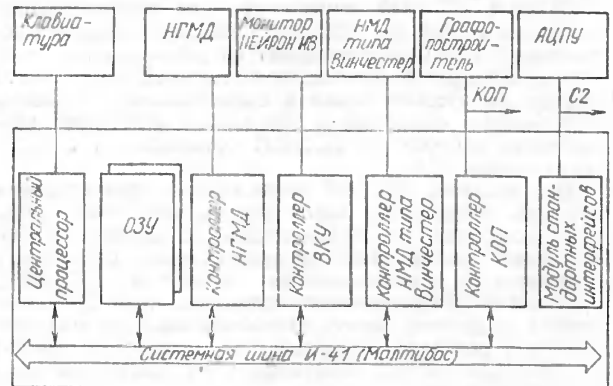 Клавиа-
тура
НГМД
Монитор
НЕЙРОН ИВ
НМД
типа
Винчестер
Графо-
построи-
тель
АЦПУ
КОП
С2
Центральный
процессор
ОЗУ
Контроллер
НГМД
Контроллер
ВКУ
Контроллер
НМД типа
Винчестер
Контроллер
КОП
Модуль стан-
дартных
интерфейсов
Системная шина И-41 (Малтибас)